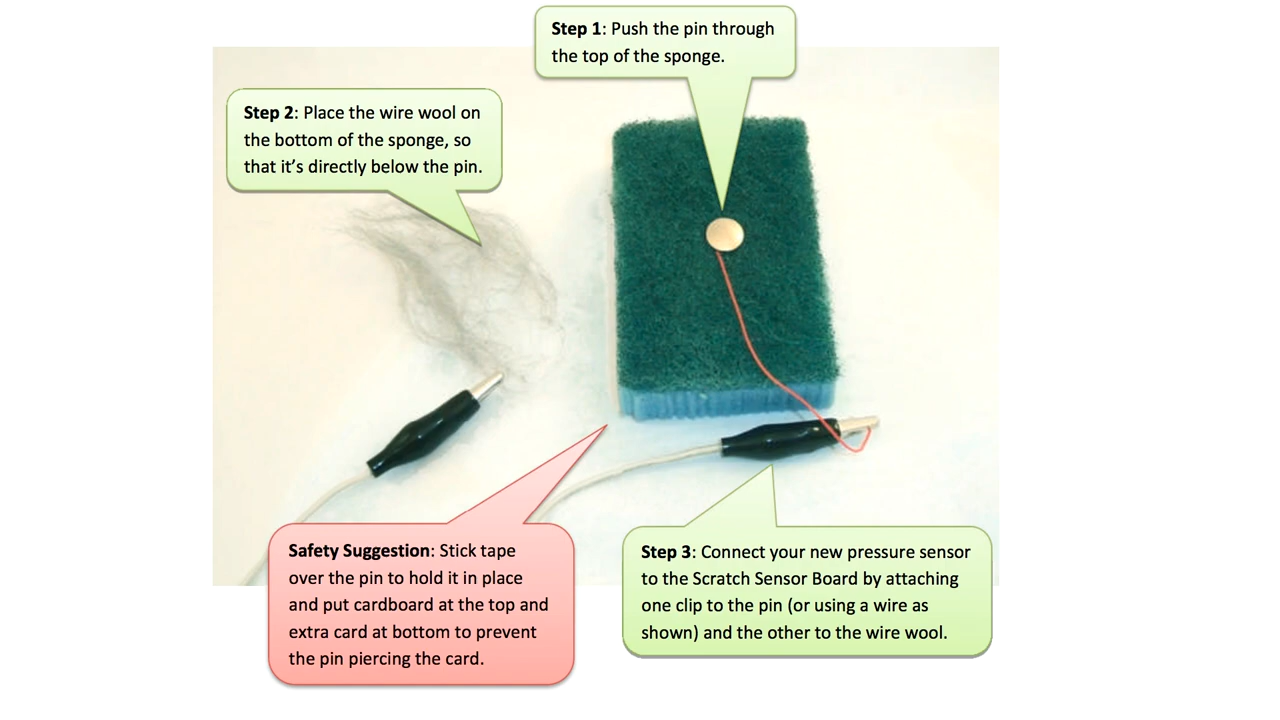 Step 1: Push the pin through
the top of the sponge.
Step 2: Place the wire wool on
the bottom of the sponge, so
that it’s directly below the pin.
Safety Suggestion: Stick tape
over the pin to hold it in place
and put cardboard at the top and
extra card at bottom to prevent
the pin piercing the card.
Step 3: Connect your new pressure sensor
to the Scratch Sensor Board by attaching
one clip to the pin (or using a wire as
shown) and the other to the wire wool.